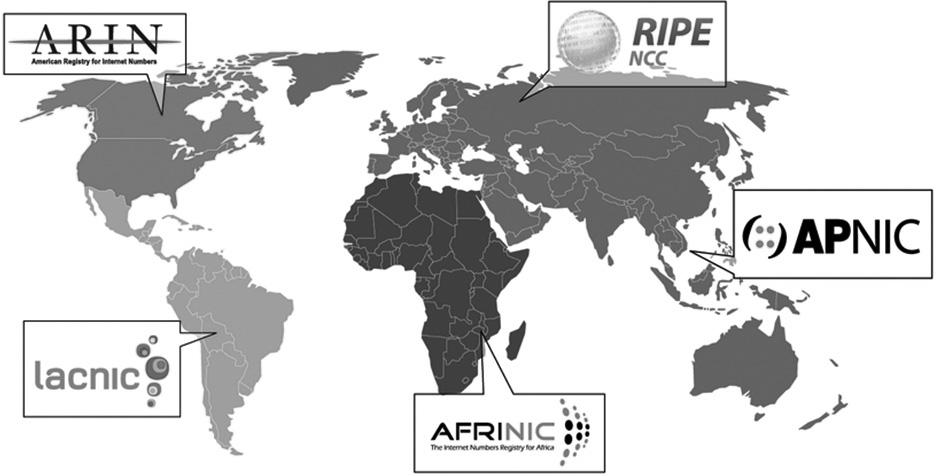 ARIN
American Registry for Internet Numbers
RIPE
NCC
APNIC
lacnic
AFRINIC
The Internet Numbers Registry for Africa